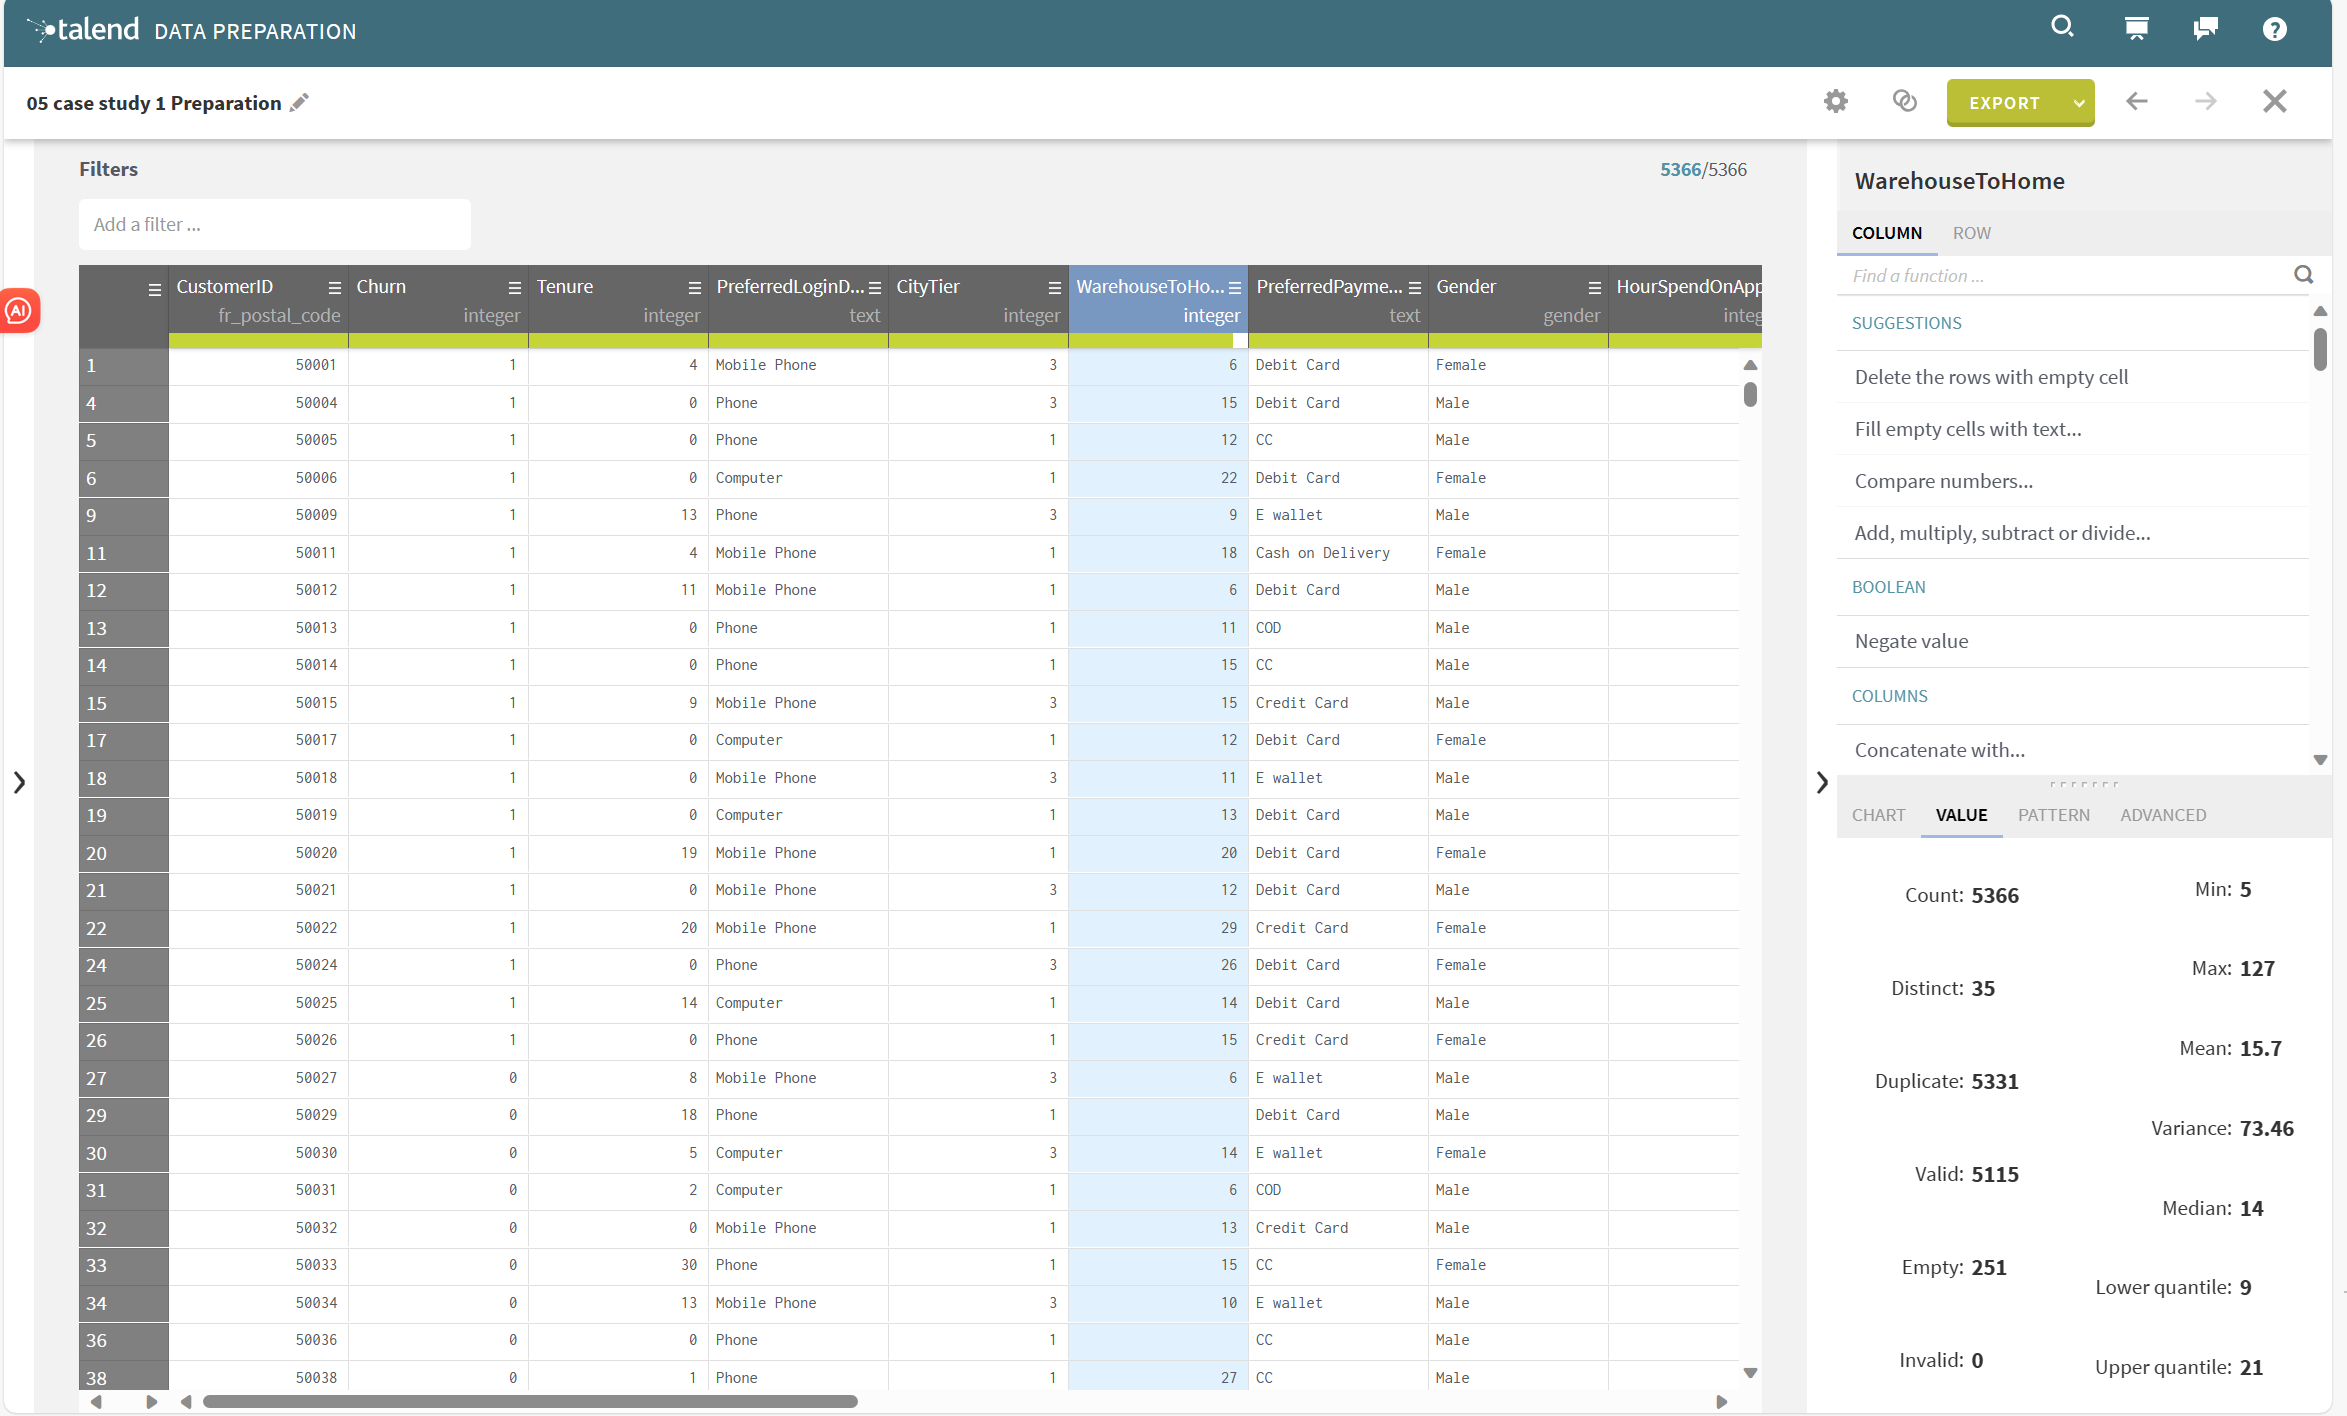 talend DATA PREPARATION
05 case study 1 Preparation
EXPORT
Filters
5366/5366
Add a filter ...
CustomerID Churn Tenure PreferredLoginD... CityTier WarehouseToHo... PreferredPayme... Gender HourSpendOnApp
fr_postal_code integer integer text integer integer text gender integ
1 50001 1 4 Mobile Phone 3 6 Debit Card Female
4 50004 1 0 Phone 3 15 Debit Card Male
5 50005 1 0 Phone 1 12 CC Male
6 50006 1 0 Computer 1 22 Debit Card Female
9 50009 1 13 Phone 3 9 E wallet Male
11 50011 1 4 Mobile Phone 1 18 Cash on Delivery Female
12 50012 1 11 Mobile Phone 1 6 Debit Card Male
13 50013 1 0 Phone 1 11 COD Male
14 50014 1 0 Phone 1 15 CC Male
15 50015 1 9 Mobile Phone 3 15 Credit Card Male
17 50017 1 0 Computer 1 12 Debit Card Female
18 50018 1 0 Mobile Phone 3 11 E wallet Male
19 50019 1 0 Computer 1 13 Debit Card Male
20 50020 1 19 Mobile Phone 1 20 Debit Card Female
21 50021 1 0 Mobile Phone 3 12 Debit Card Male
22 50022 1 20 Mobile Phone 1 29 Credit Card Female
24 50024 1 0 Phone 3 26 Debit Card Female
25 50025 1 14 Computer 1 14 Debit Card Male
26 50026 1 0 Phone 1 15 Credit Card Female
27 50027 0 8 Mobile Phone 3 6 E wallet Male
29 50029 0 18 Phone 1 Debit Card Male
30 50030 0 5 Computer 3 14 E wallet Female
31 50031 0 2 Computer 1 6 COD Male
32 50032 0 0 Mobile Phone 1 13 Credit Card Male
33 50033 0 30 Phone 1 15 CC Female
34 50034 0 13 Mobile Phone 3 10 E wallet Male
36 50036 0 0 Phone 1 CC Male
38 50038 0 1 Phone 1 27 CC Male
AI
WarehouseToHome
COLUMN ROW
Find a function ...
SUGGESTIONS
Delete the rows with empty cell
Fill empty cells with text...
Compare numbers...
Add, multiply, subtract or divide...
BOOLEAN
Negate value
COLUMNS
Concatenate with...
CHART VALUE PATTERN ADVANCED
Count: 5366
Distinct: 35
Duplicate: 5331
Valid: 5115
Empty: 251
Invalid: 0
Min: 5
Max: 127
Mean: 15.7
Variance: 73.46
Median: 14
Lower quantile: 9
Upper quantile: 21